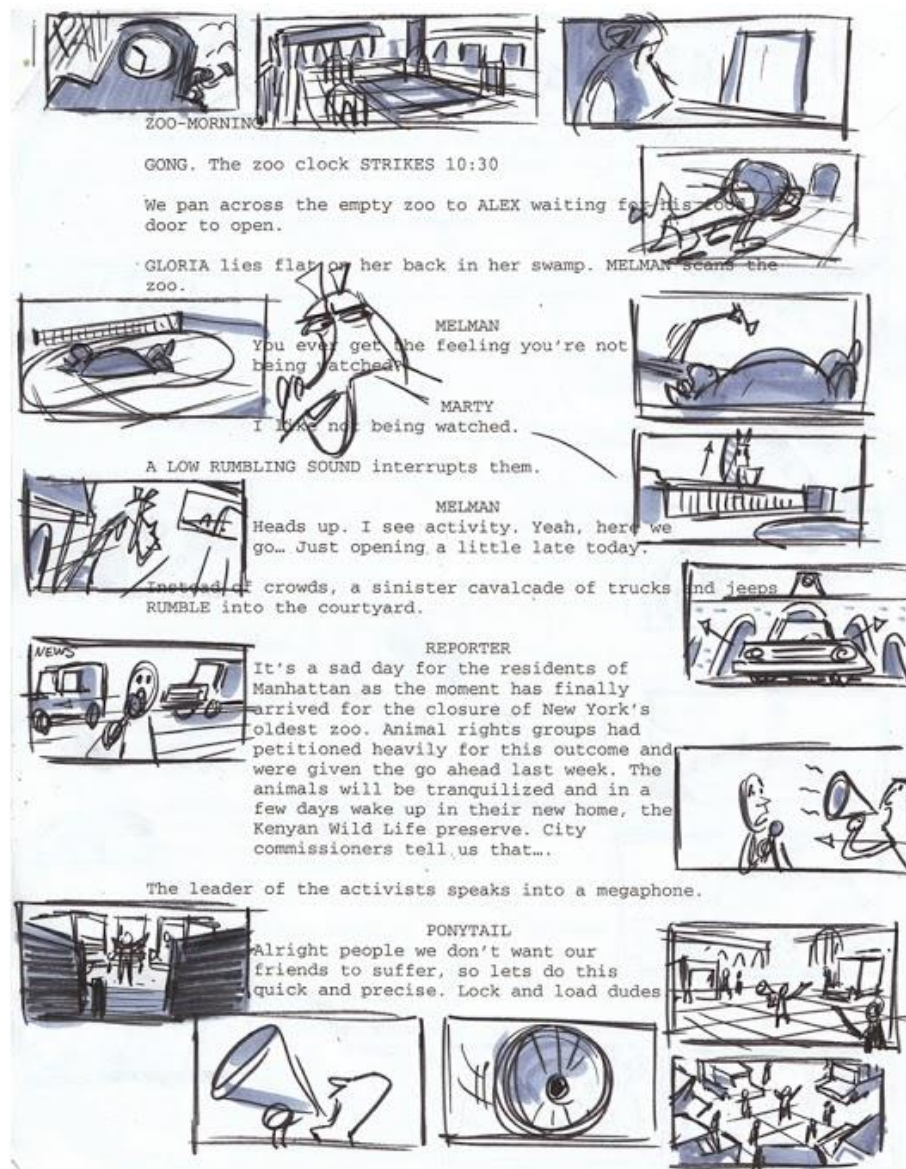 ZOO-MORNING
GONG. The zoo clock STRIKES 10:30
We pan across the empty zoo to ALEX waiting for his food
door to open.
GLORIA lies flat on her back in her swamp. MELMAN scans the
zoo.
MELMAN
You ever get the feeling you're not
being watched?
MARTY
I like not being watched.
A LOW RUMBLING SOUND interrupts them.
MELMAN
Heads up. I see activity. Yeah, here we
go… Just opening a little late today.
Instead of crowds, a sinister cavalcade of trucks and jeeps
RUMBLE into the courtyard.
NEWS
REPORTER
It's a sad day for the residents of
Manhattan as the moment has finally
arrived for the closure of New York's
oldest zoo. Animal rights groups had
petitioned heavily for this outcome and
were given the go ahead last week. The
animals will be tranquilized and in a
few days wake up in their new home, the
Kenyan Wild Life preserve. City
commissioners tell us that….
The leader of the activists speaks into a megaphone.
PONYTAIL
Alright people we don't want our
friends to suffer, so lets do this
quick and precise. Lock and load dudes